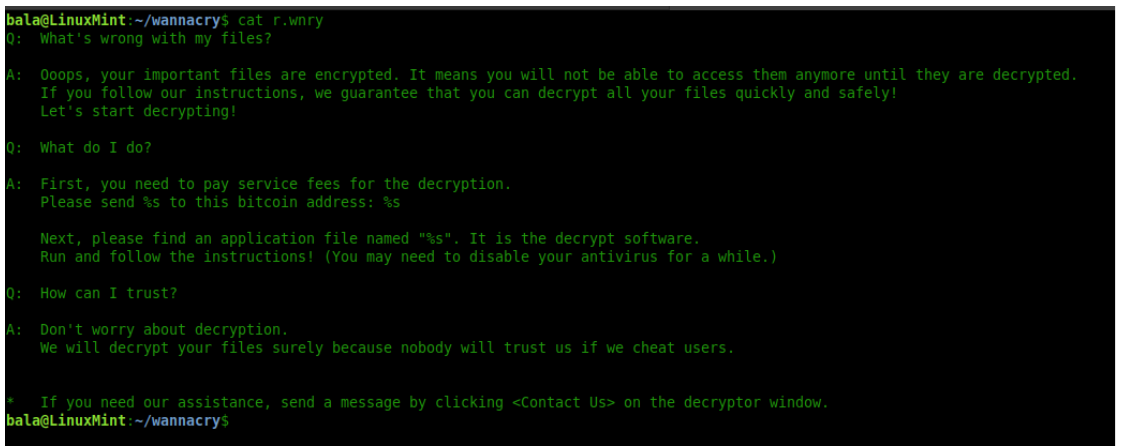 bala@LinuxMint:~/wannacry$ cat r.wnry
Q:  What's wrong with my files?
A:  Ooops, your important files are encrypted. It means you will not be able to access them anymore until they are decrypted.
    If you follow our instructions, we guarantee that you can decrypt all your files quickly and safely!
    Let's start decrypting!
Q:  What do I do?
A:  First, you need to pay service fees for the decryption.
    Please send %s to this bitcoin address: %s
    Next, please find an application file named "%s". It is the decrypt software.
    Run and follow the instructions! (You may need to disable your antivirus for a while.)
Q:  How can I trust?
A:  Don't worry about decryption.
    We will decrypt your files surely because nobody will trust us if we cheat users.
*   If you need our assistance, send a message by clicking <Contact Us> on the decryptor window.
bala@LinuxMint:~/wannacry$